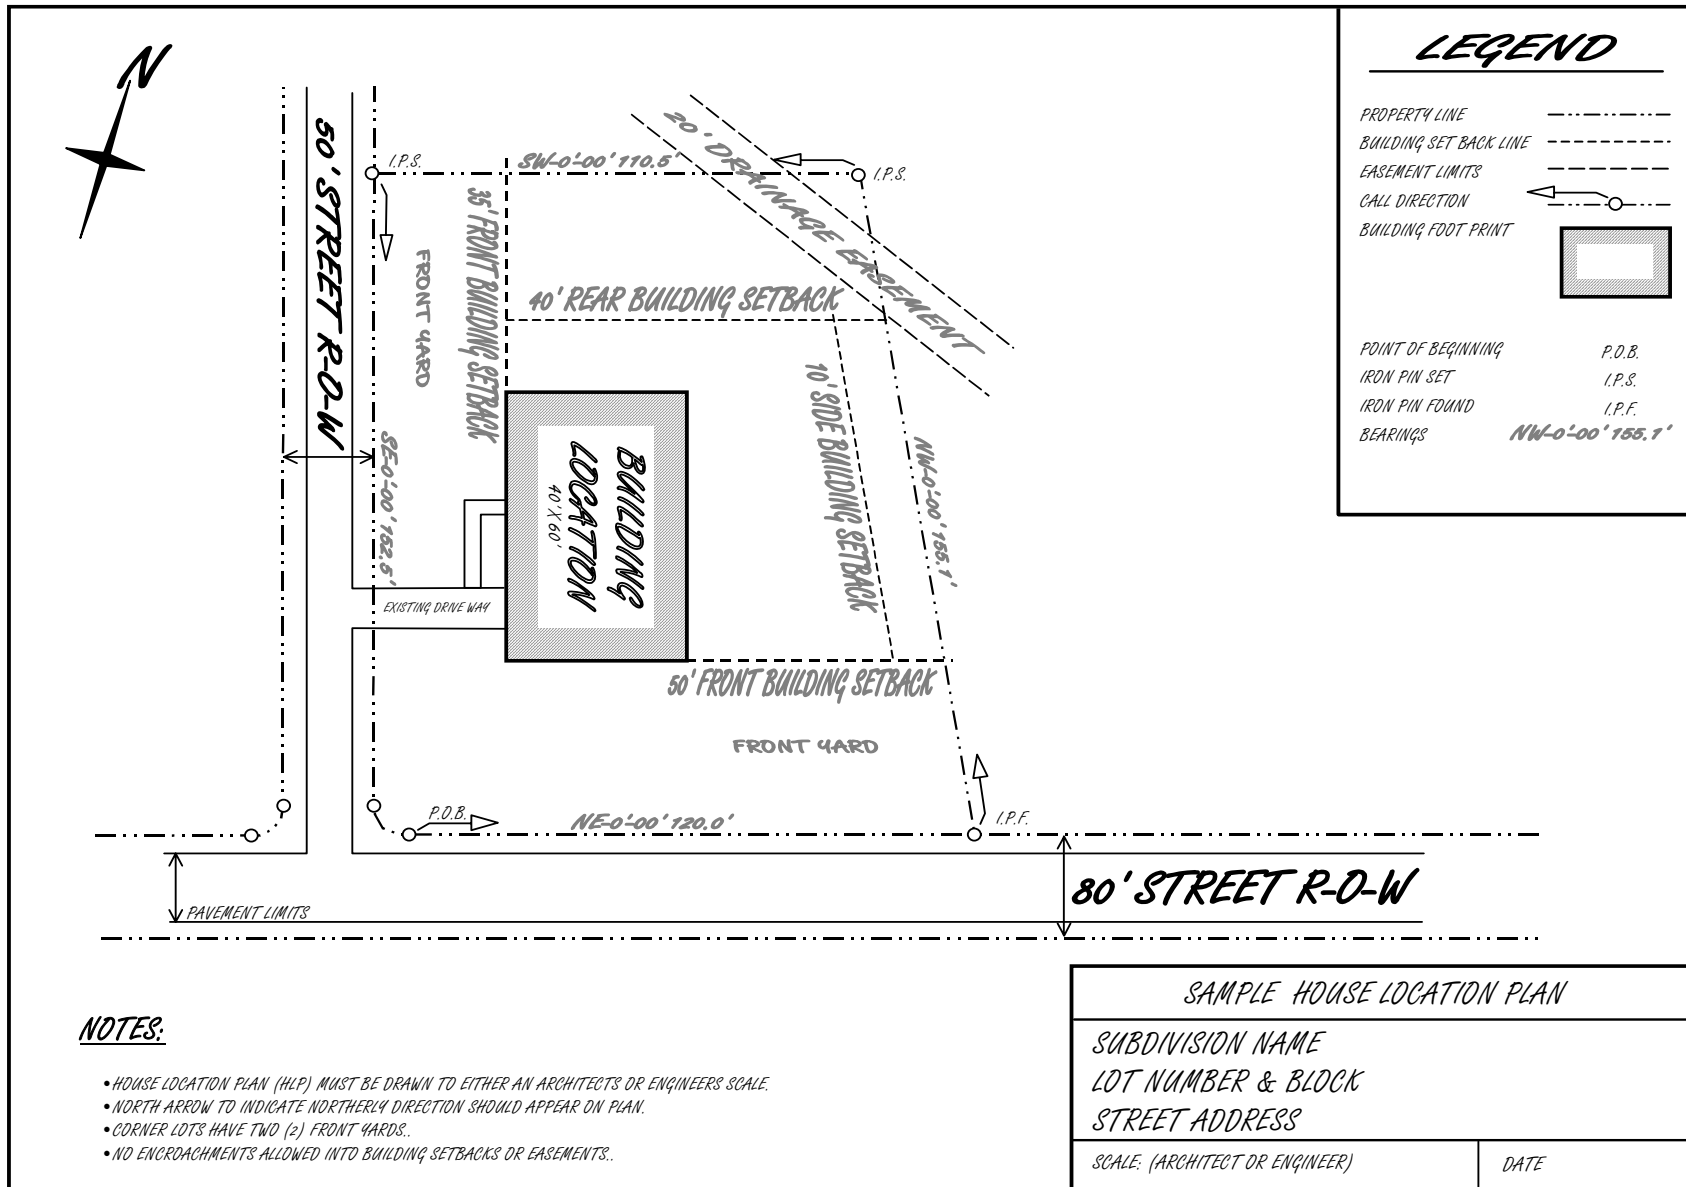 N
LEGEND
PROPERTY LINE
BUILDING SET BACK LINE
EASEMENT LIMITS
CALL DIRECTION
BUILDING FOOT PRINT
POINT OF BEGINNING P.O.B.
IRON PIN SET I.P.S.
IRON PIN FOUND I.P.F.
BEARINGS NW-0'-00' 155.1'
50' STREET R-O-W
I.P.S.
SW-0'-00' 110.5'
20' DRAINAGE EASEMENT
I.P.S.
FRONT YARD
35' FRONT BUILDING SETBACK
40' REAR BUILDING SETBACK
10' SIDE BUILDING SETBACK
NW-0'-00' 155.1'
SE-0'-00' 152.5'
BUILDING
LOCATION
40' X 60'
EXISTING DRIVE WAY
50' FRONT BUILDING SETBACK
FRONT YARD
P.O.B.
NE-0'-00' 120.0'
I.P.F.
80' STREET R-O-W
PAVEMENT LIMITS
NOTES:
•HOUSE LOCATION PLAN (HLP) MUST BE DRAWN TO EITHER AN ARCHITECTS OR ENGINEERS SCALE.
•NORTH ARROW TO INDICATE NORTHERLY DIRECTION SHOULD APPEAR ON PLAN.
•CORNER LOTS HAVE TWO (2) FRONT YARDS..
•NO ENCROACHMENTS ALLOWED INTO BUILDING SETBACKS OR EASEMENTS..
SAMPLE HOUSE LOCATION PLAN
SUBDIVISION NAME
LOT NUMBER & BLOCK
STREET ADDRESS
SCALE: (ARCHITECT OR ENGINEER) DATE